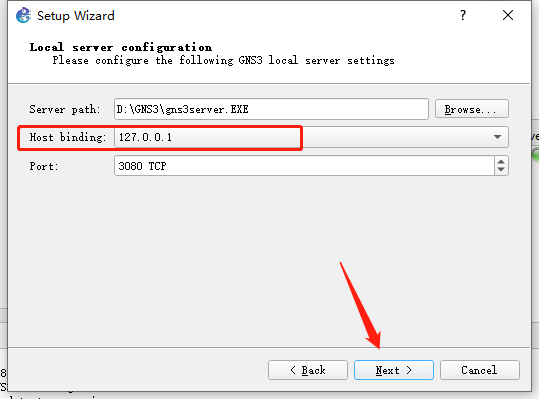 Setup Wizard
Local server configuration
Please configure the following GNS3 local server settings
Server path: D:\GNS3\gns3server.EXE Browse...
Host binding: 127.0.0.1
Port: 3080 TCP
< Back Next > Cancel